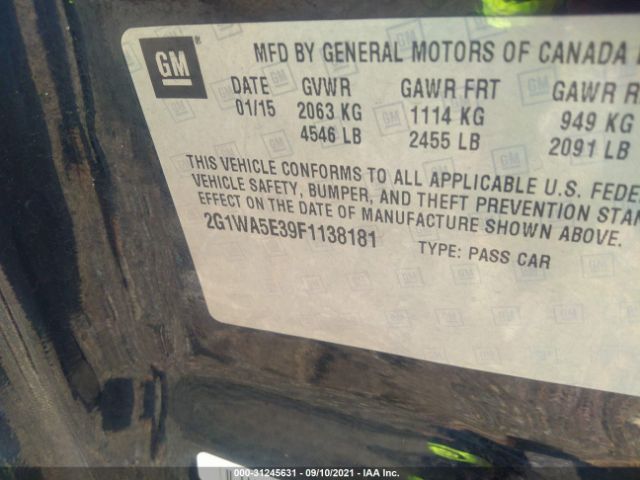 GM
MFD BY GENERAL MOTORS OF CANADA
DATE GVWR GAWR FRT GAWR R
01/15 2063 KG 1114 KG 949 KG
4546 LB 2455 LB 2091 LB
THIS VEHICLE CONFORMS TO ALL APPLICABLE U.S. FEDE
VEHICLE SAFETY, BUMPER, AND THEFT PREVENTION STAN
EFFECT ON THE DATE OF MANUFACTURE SHOWN ABOVE.
2G1WA5E39F1138181 TYPE: PASS CAR
000-31245631 - 09/10/2021 - IAA Inc.